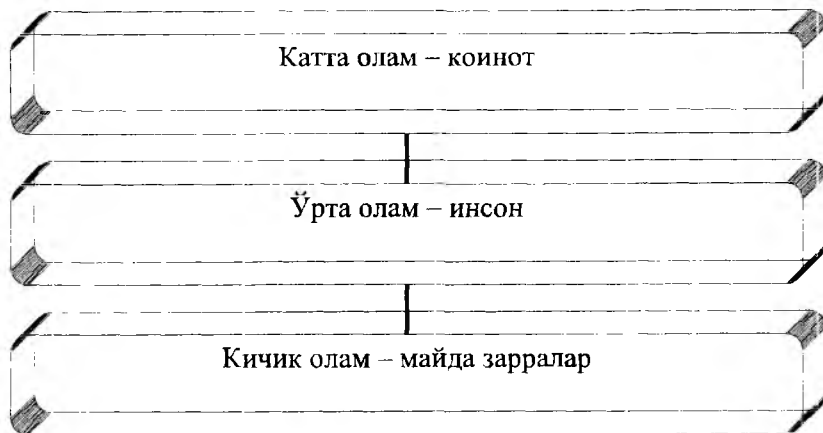 Катта олам – коинот
Ўрта олам – инсон
Кичик олам – майда зарралар